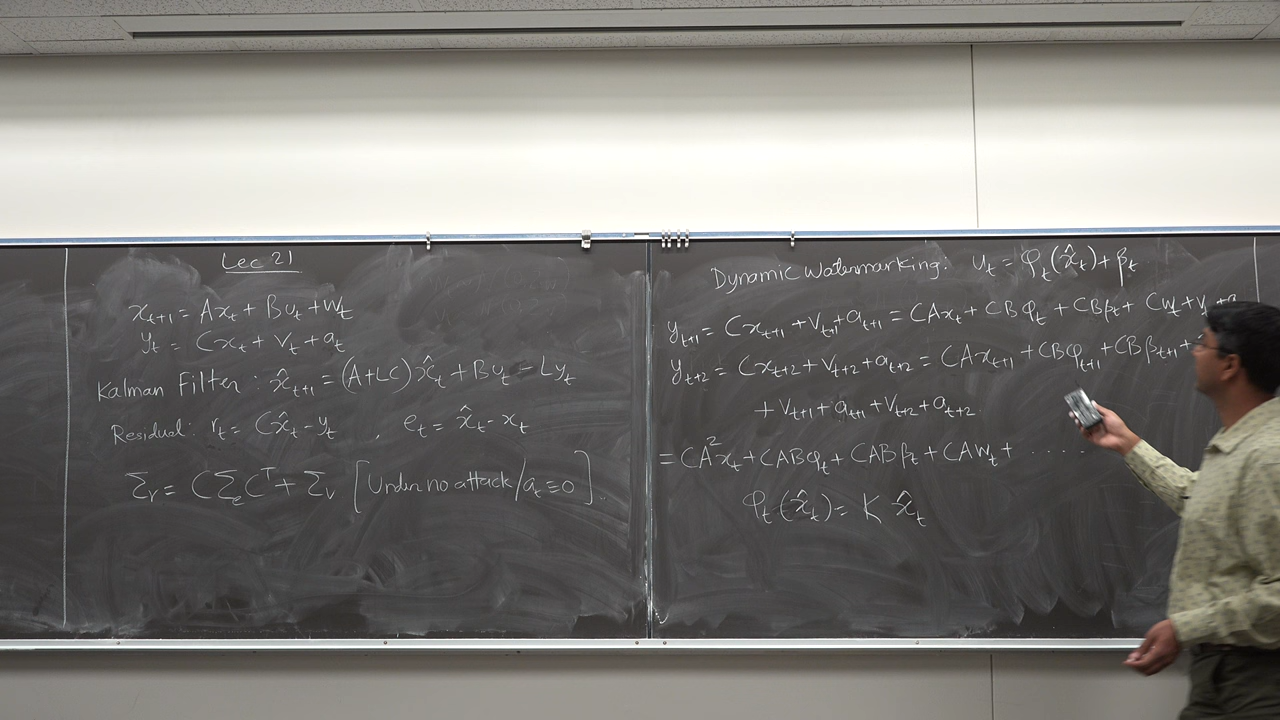 Lec 21
x_{t+1} = Ax_t + Bu_t + w_t
y_t = Cx_t + v_t + a_t
Kalman Filter : x̂_{t+1} = (A+LC) x̂_t + Bu_t - Ly_t
Residual: r_t = Cx̂_t - y_t , e_t = x̂_t - x_t
Σ_r = CΣ_eC^T + Σ_v [Under no attack/a_t = 0]
Dynamic Watermarking: u_t = φ_t(x̂_t) + β_t
y_{t+1} = Cx_{t+1} + v_{t+1} + a_{t+1} = CAx_t + CBφ_t + CBβ_t + Cw_t + v_t + a
y_{t+2} = Cx_{t+2} + v_{t+2} + a_{t+2} = CAx_{t+1} + CBφ_{t+1} + CBβ_{t+1} +
+ v_{t+1} + a_{t+1} + v_{t+2} + a_{t+2}
= CA^2x_t + CABφ_t + CABβ_t + CAw_t + .....
φ_t(x̂_t) = K x̂_t